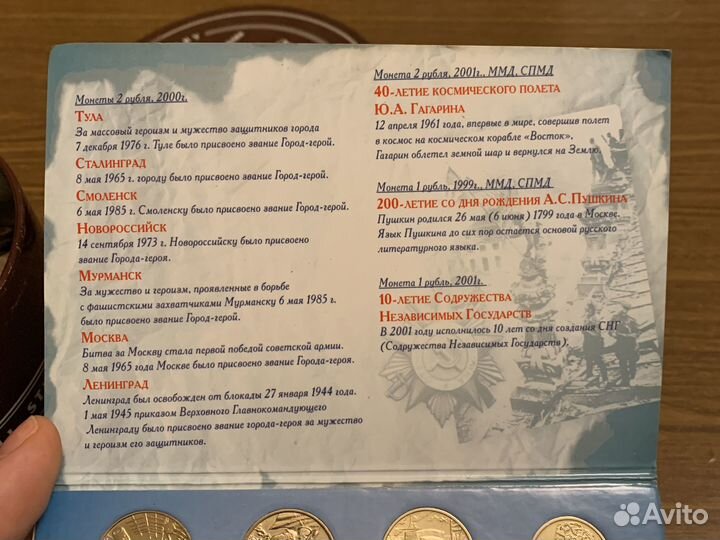 Монеты 2 рубля, 2000г.
Тула
За массовый героизм и мужество защитников города
7 декабря 1976 г. Туле было присвоено звание Город-герой.
Сталинград
8 мая 1965 г. городу было присвоено звание Город-герой.
Смоленск
6 мая 1985 г. Смоленску было присвоено звание Город-герой.
Новороссийск
14 сентября 1973 г. Новороссийску было присвоено
звание Города-героя.
Мурманск
За мужество и героизм, проявленные в борьбе
с фашистскими захватчиками Мурманску 6 мая 1985 г.
было присвоено звание Город-герой.
Москва
Битва за Москву стала первой победой советской армии.
8 мая 1965 года Москве было присвоено звание Города-героя.
Ленинград
Ленинград был освобожден от блокады 27 января 1944 года.
1 мая 1945 приказом Верховного Главнокомандующего
Ленинграду было присвоено звание города-героя за мужество
и героизм его защитников.
Монета 2 рубля, 2001г., ММД, СПМД
40-летие космического полета
Ю.А. Гагарина
12 апреля 1961 года, впервые в мире, совершив полет
в космос на космическом корабле «Восток»,
Гагарин облетел земной шар и вернулся на Землю.
Монета 1 рубль, 1999г., ММД, СПМД
200-летие со дня рождения А.С.Пушкина
Пушкин родился 26 мая (6 июня) 1799 года в Москве.
Язык Пушкина до сих пор остается основой русского
литературного языка.
Монета 1 рубль, 2001г.
10-летие Содружества
Независимых Государств
В 2001 году исполнилось 10 лет со дня создания СНГ
(Содружества Независимых Государств).
Avito